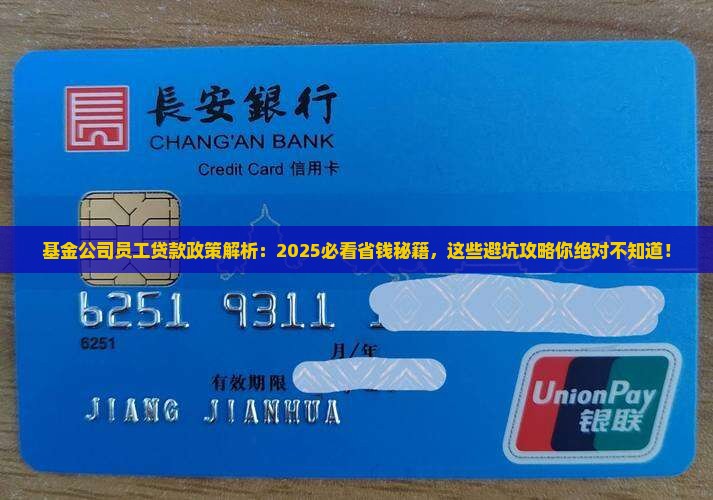 長安銀行
CHANG'AN BANK
Credit Card 信用卡
基金公司员工贷款政策解析：2025必看省钱秘籍，这些避坑攻略你绝对不知道！
6251 9311 1
6251
月/年
有效期限
JIANG JIANHUA
UnionPay
银联